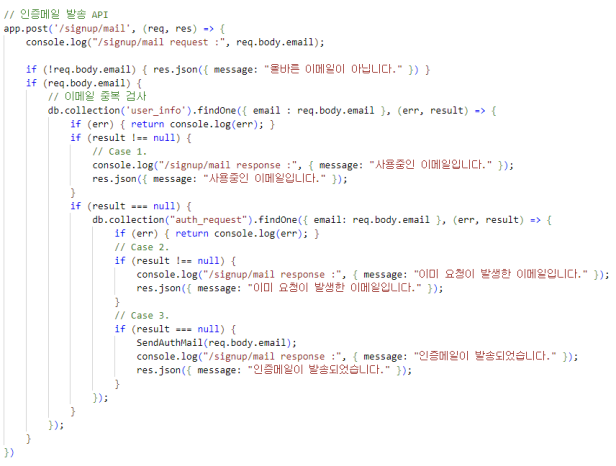 // 인증메일 발송 API
app.post('/signup/mail', (req, res) => {
    console.log("/signup/mail request :", req.body.email);

    if (!req.body.email) { res.json({ message: "올바른 이메일이 아닙니다." }) }
    if (req.body.email) {
        // 이메일 중복 검사
        db.collection('user_info').findOne({ email : req.body.email }, (err, result) => {
            if (err) { return console.log(err); }
            if (result !== null) {
                // Case 1.
                console.log("/signup/mail response :", { message: "사용중인 이메일입니다." });
                res.json({ message: "사용중인 이메일입니다." });
            }
            if (result === null) {
                db.collection("auth_request").findOne({ email: req.body.email }, (err, result) => {
                    if (err) { return console.log(err); }
                    // Case 2.
                    if (result !== null) {
                        console.log("/signup/mail response :", { message: "이미 요청이 발생한 이메일입니다." });
                        res.json({ message: "이미 요청이 발생한 이메일입니다." });
                    }
                    // Case 3.
                    if (result === null) {
                        SendAuthMail(req.body.email);
                        console.log("/signup/mail response :", { message: "인증메일이 발송되었습니다." });
                        res.json({ message: "인증메일이 발송되었습니다." });
                    }
                });
            }
        });
    }
})